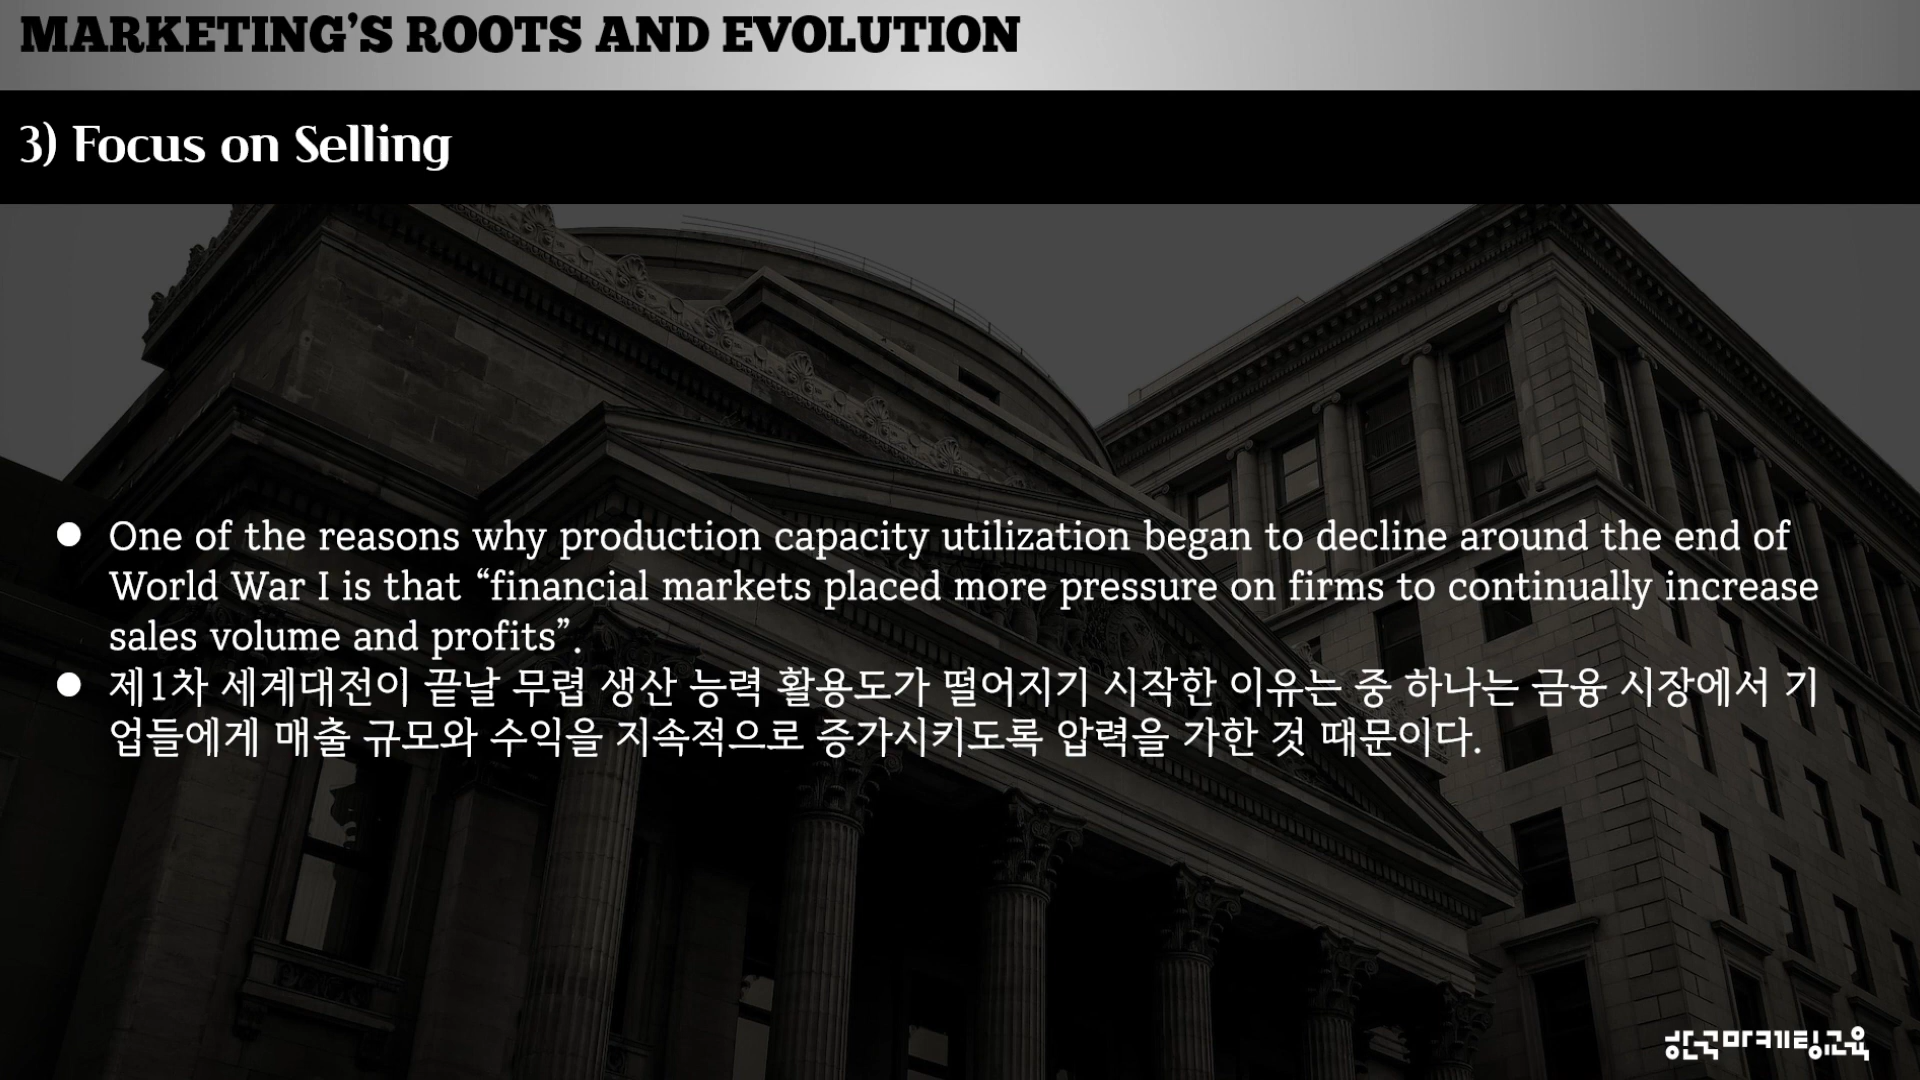 MARKETING’S ROOTS AND EVOLUTION
3) Focus on Selling
● One of the reasons why production capacity utilization began to decline around the end of
World War I is that “financial markets placed more pressure on firms to continually increase
sales volume and profits”.
● 제1차 세계대전이 끝날 무렵 생산 능력 활용도가 떨어지기 시작한 이유는 중 하나는 금융 시장에서 기
업들에게 매출 규모와 수익을 지속적으로 증가시키도록 압력을 가한 것 때문이다.
한국마케팅교육